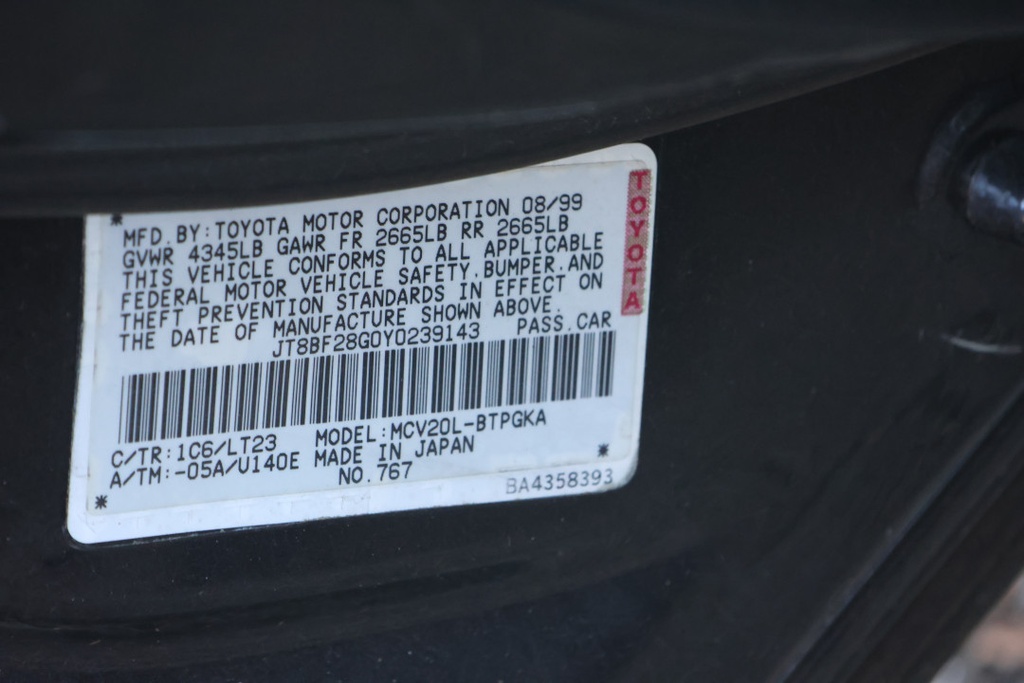 MFD.BY:TOYOTA MOTOR CORPORATION 08/99
GVWR 4345LB GAWR FR 2665LB RR 2665LB
THIS VEHICLE CONFORMS TO ALL APPLICABLE
FEDERAL MOTOR VEHICLE SAFETY,BUMPER,AND
THEFT PREVENTION STANDARDS IN EFFECT ON
THE DATE OF MANUFACTURE SHOWN ABOVE.
JT8BF28G0Y0239143 PASS.CAR
C/TR:1C6/LT23 MODEL:MCV20L-BTPGKA
A/TM:-05A/U140E MADE IN JAPAN
NO.767
BA4358393
TOYOTA